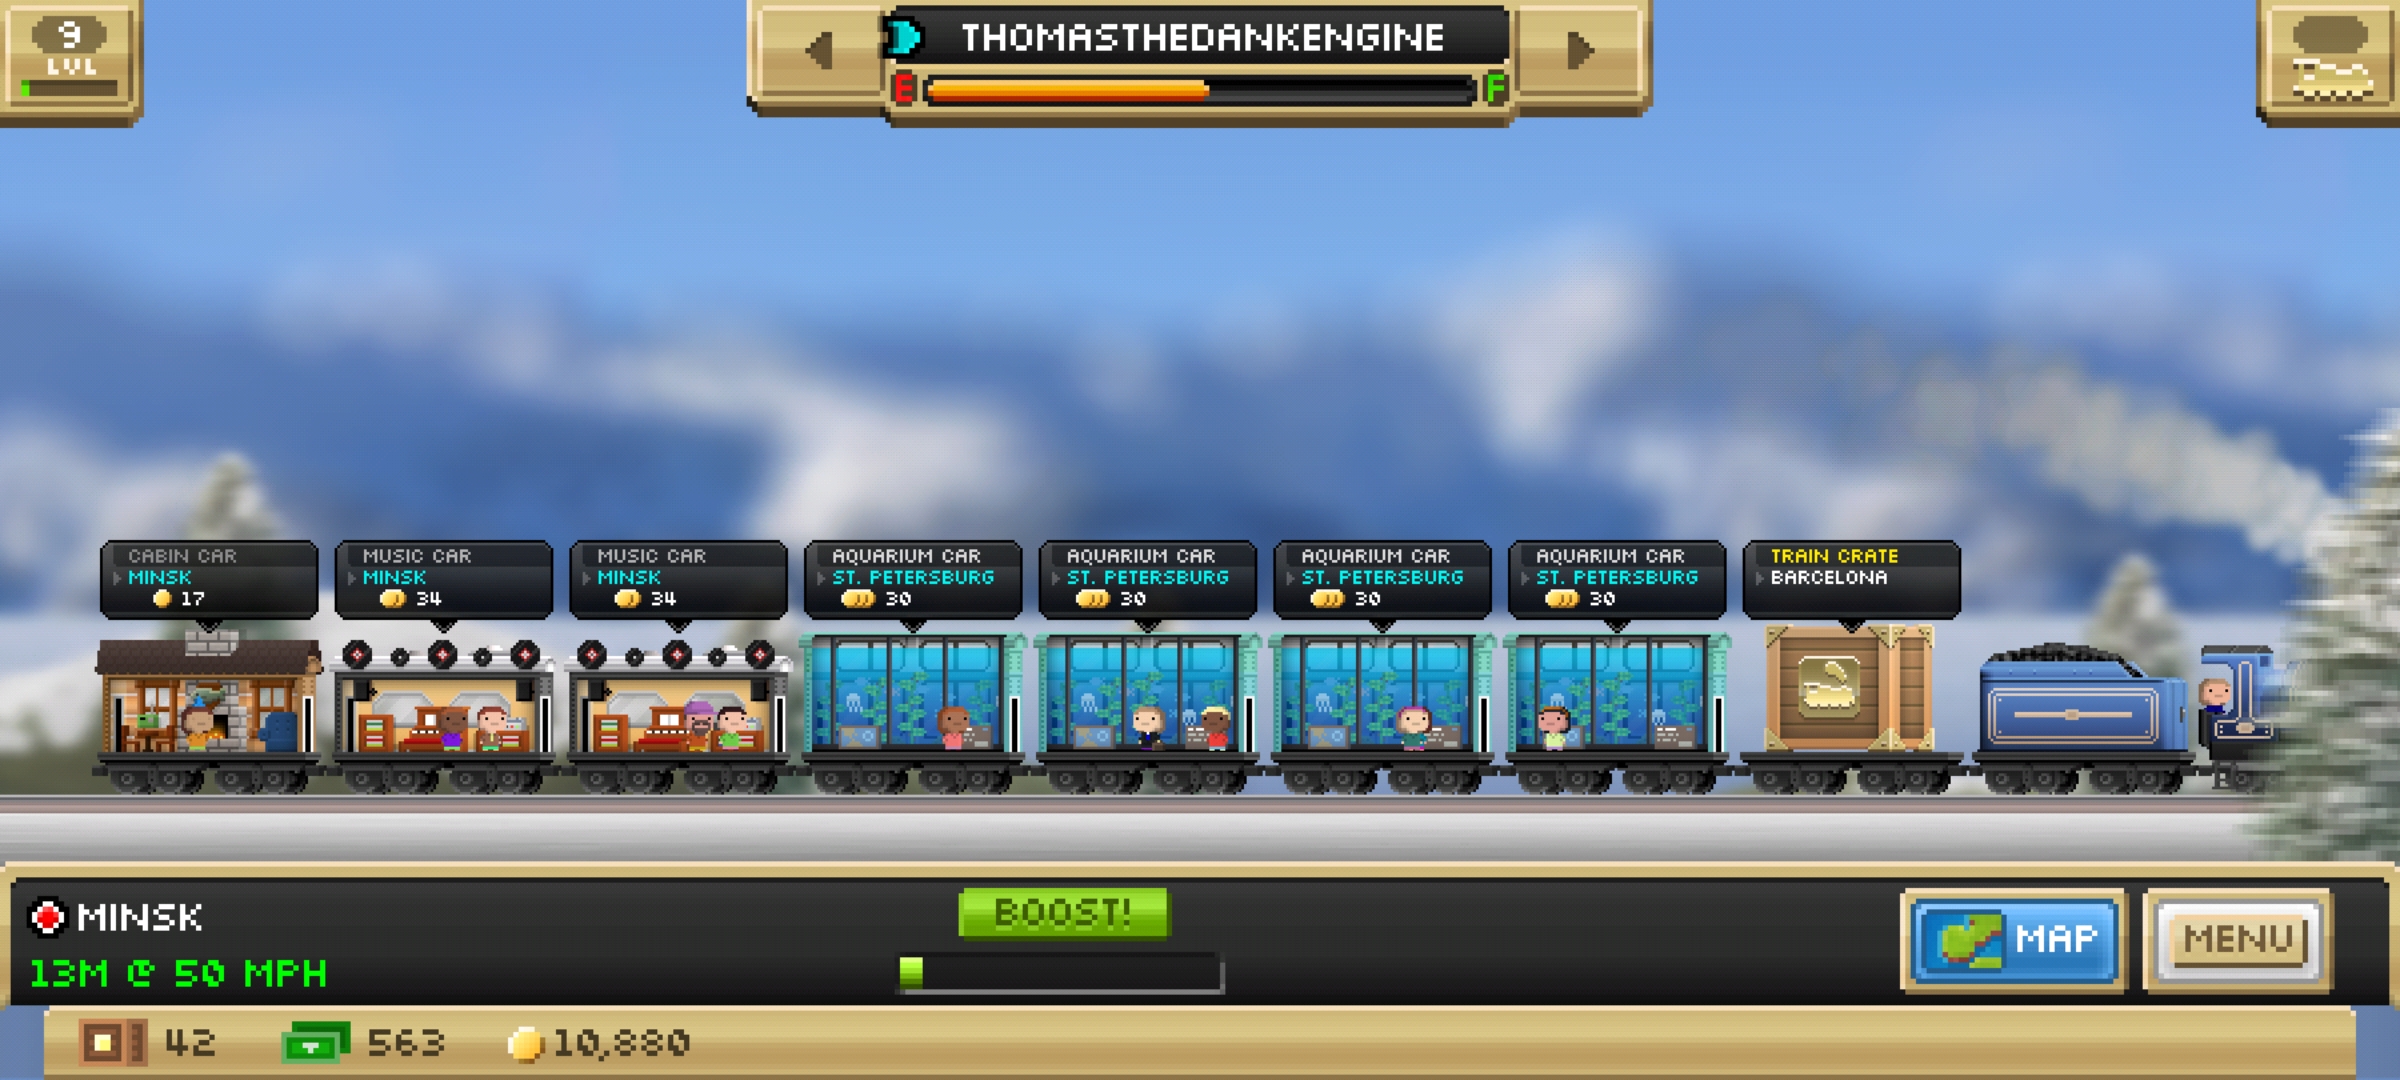 9
LVL
THOMASTHEDANKENGINE
E F
CABIN CAR
MINSK
17
MUSIC CAR
MINSK
34
MUSIC CAR
MINSK
34
AQUARIUM CAR
ST. PETERSBURG
30
AQUARIUM CAR
ST. PETERSBURG
30
AQUARIUM CAR
ST. PETERSBURG
30
AQUARIUM CAR
ST. PETERSBURG
30
TRAIN CRATE
BARCELONA
MINSK
13M @ 50 MPH
BOOST!
MAP
MENU
42
563
10,880